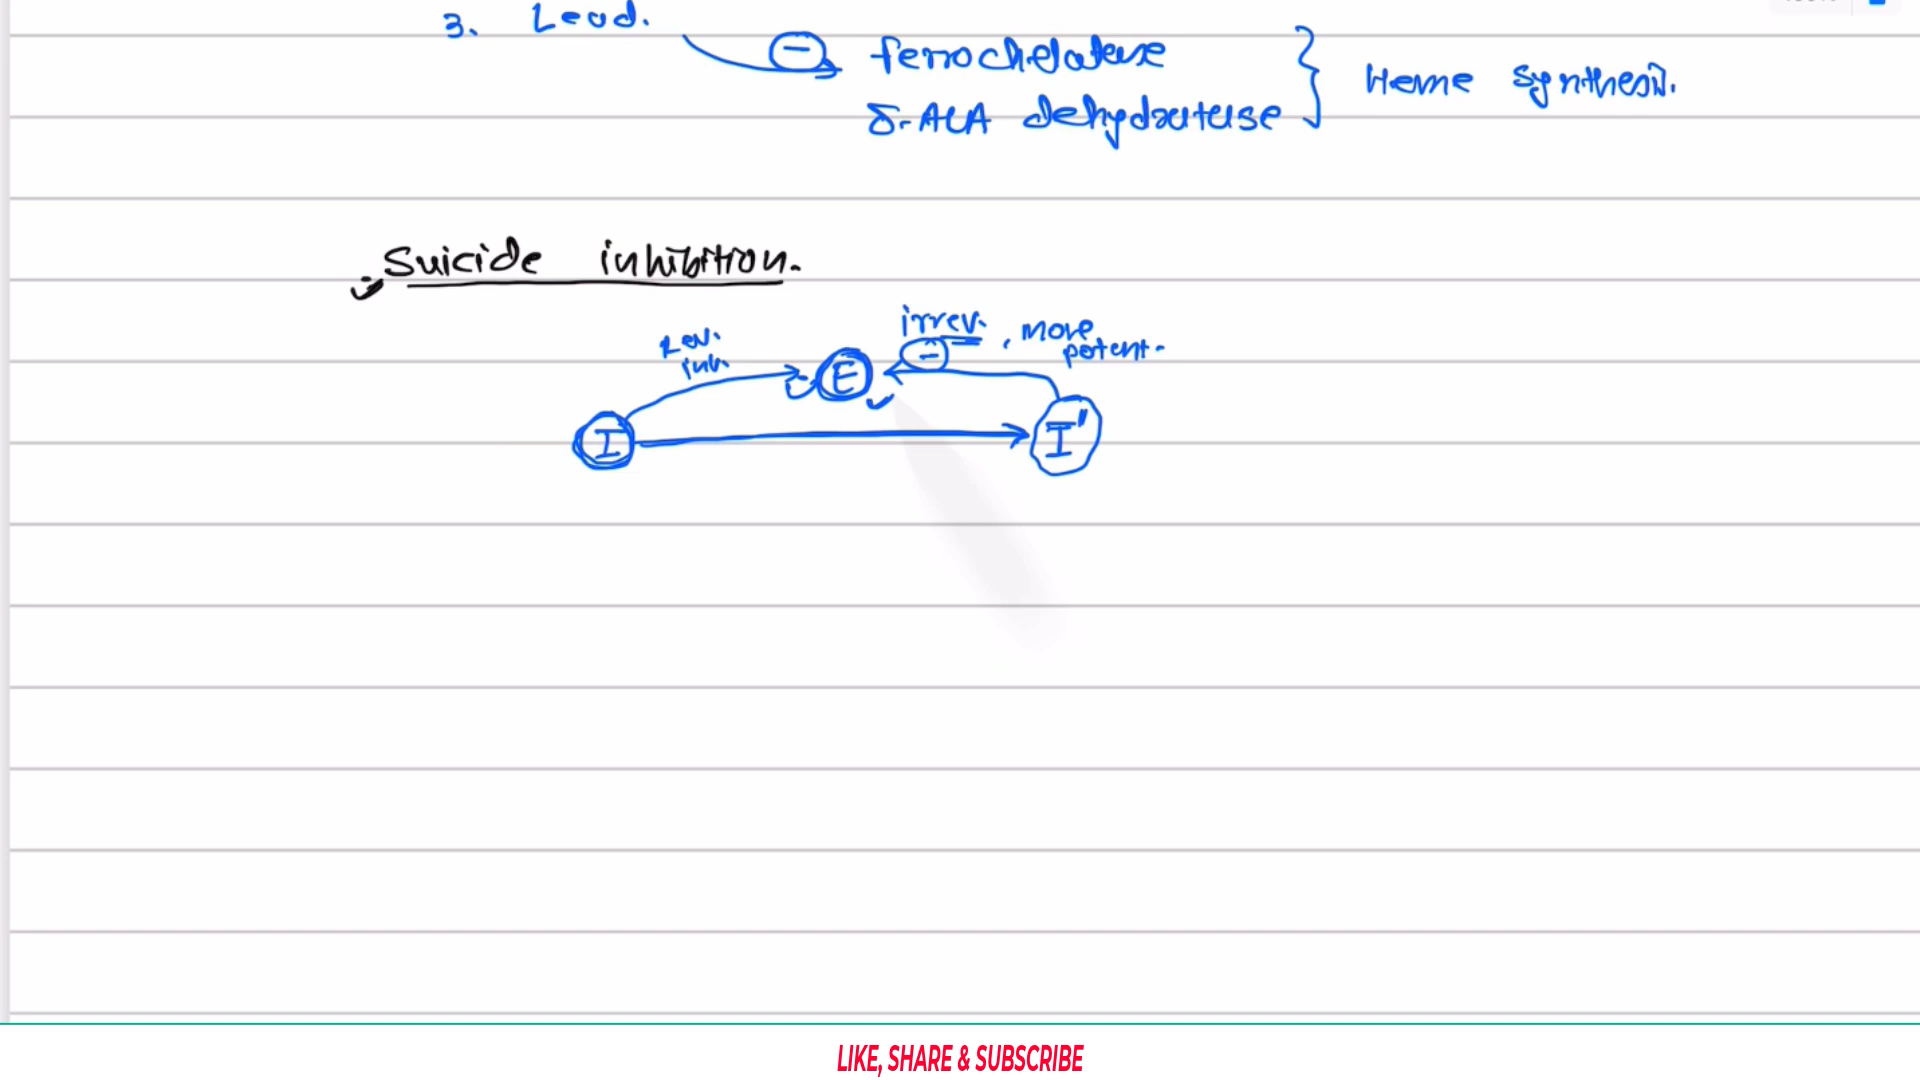 3. Lead.
⊖ ferrochelatase
δ-ALA dehydratase } Heme synthesis.
Suicide inhibition.
irrev. , more potent.
Rev. inh.
E
I
I"
LIKE, SHARE & SUBSCRIBE